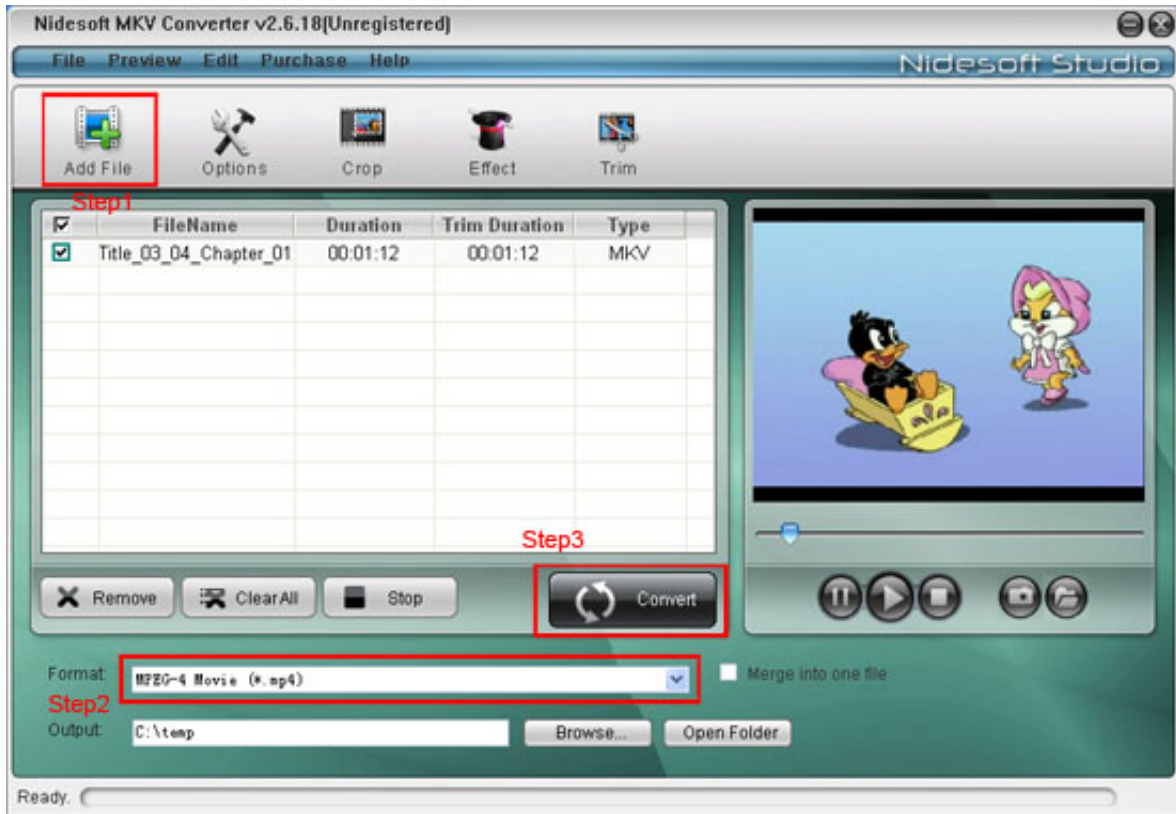 Nidesoft MKV Converter v2.6.18[Unregistered]
File Preview Edit Purchase Help
Nidesoft Studio
Add File Options Crop Effect Trim
Step1
FileName Duration Trim Duration Type
Title_03_04_Chapter_01 00:01:12 00:01:12 MKV
Step3
Remove Clear All Stop Convert
Format: MPEG-4 Movie (*.mp4) Merge into one file
Step2
Output: C:\temp Browse... Open Folder
Ready.